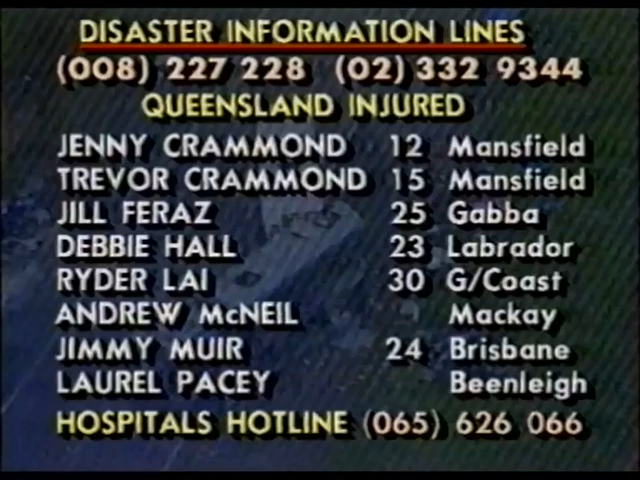 DISASTER INFORMATION LINES
(008) 227 228 (02) 332 9344
QUEENSLAND INJURED
JENNY CRAMMOND 12 Mansfield
TREVOR CRAMMOND 15 Mansfield
JILL FERAZ 25 Gabba
DEBBIE HALL 23 Labrador
RYDER LAI 30 G/Coast
ANDREW McNEIL Mackay
JIMMY MUIR 24 Brisbane
LAUREL PACEY Beenleigh
HOSPITALS HOTLINE (065) 626 066